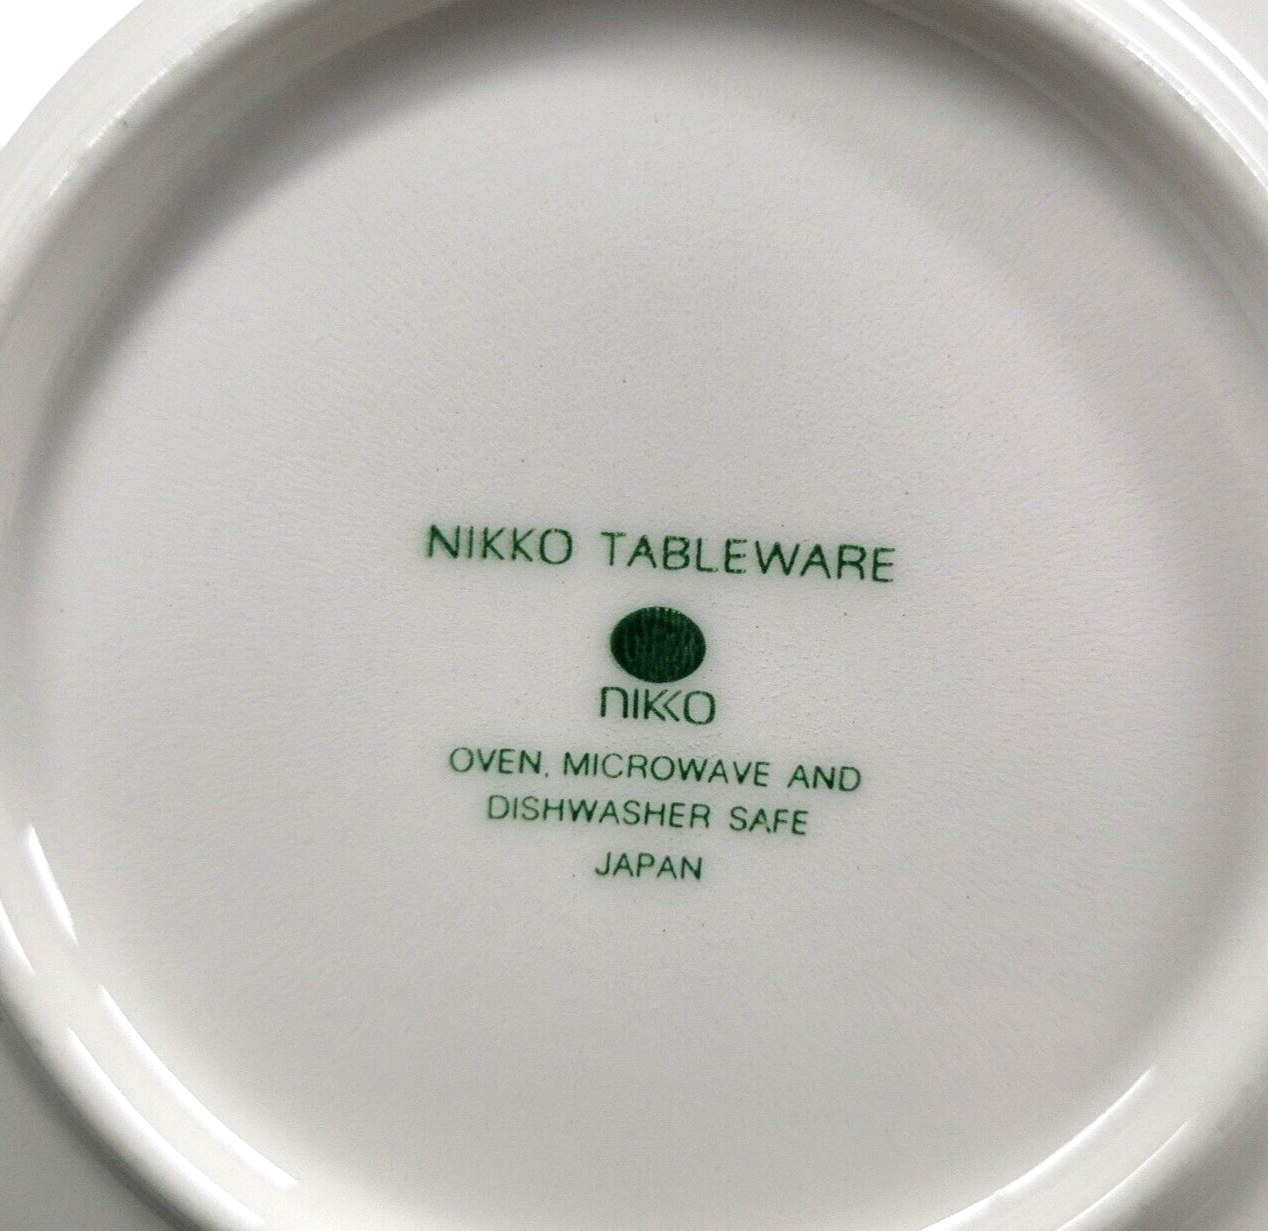 NIKKO TABLEWARE
NIKKO
OVEN, MICROWAVE AND
DISHWASHER SAFE
JAPAN